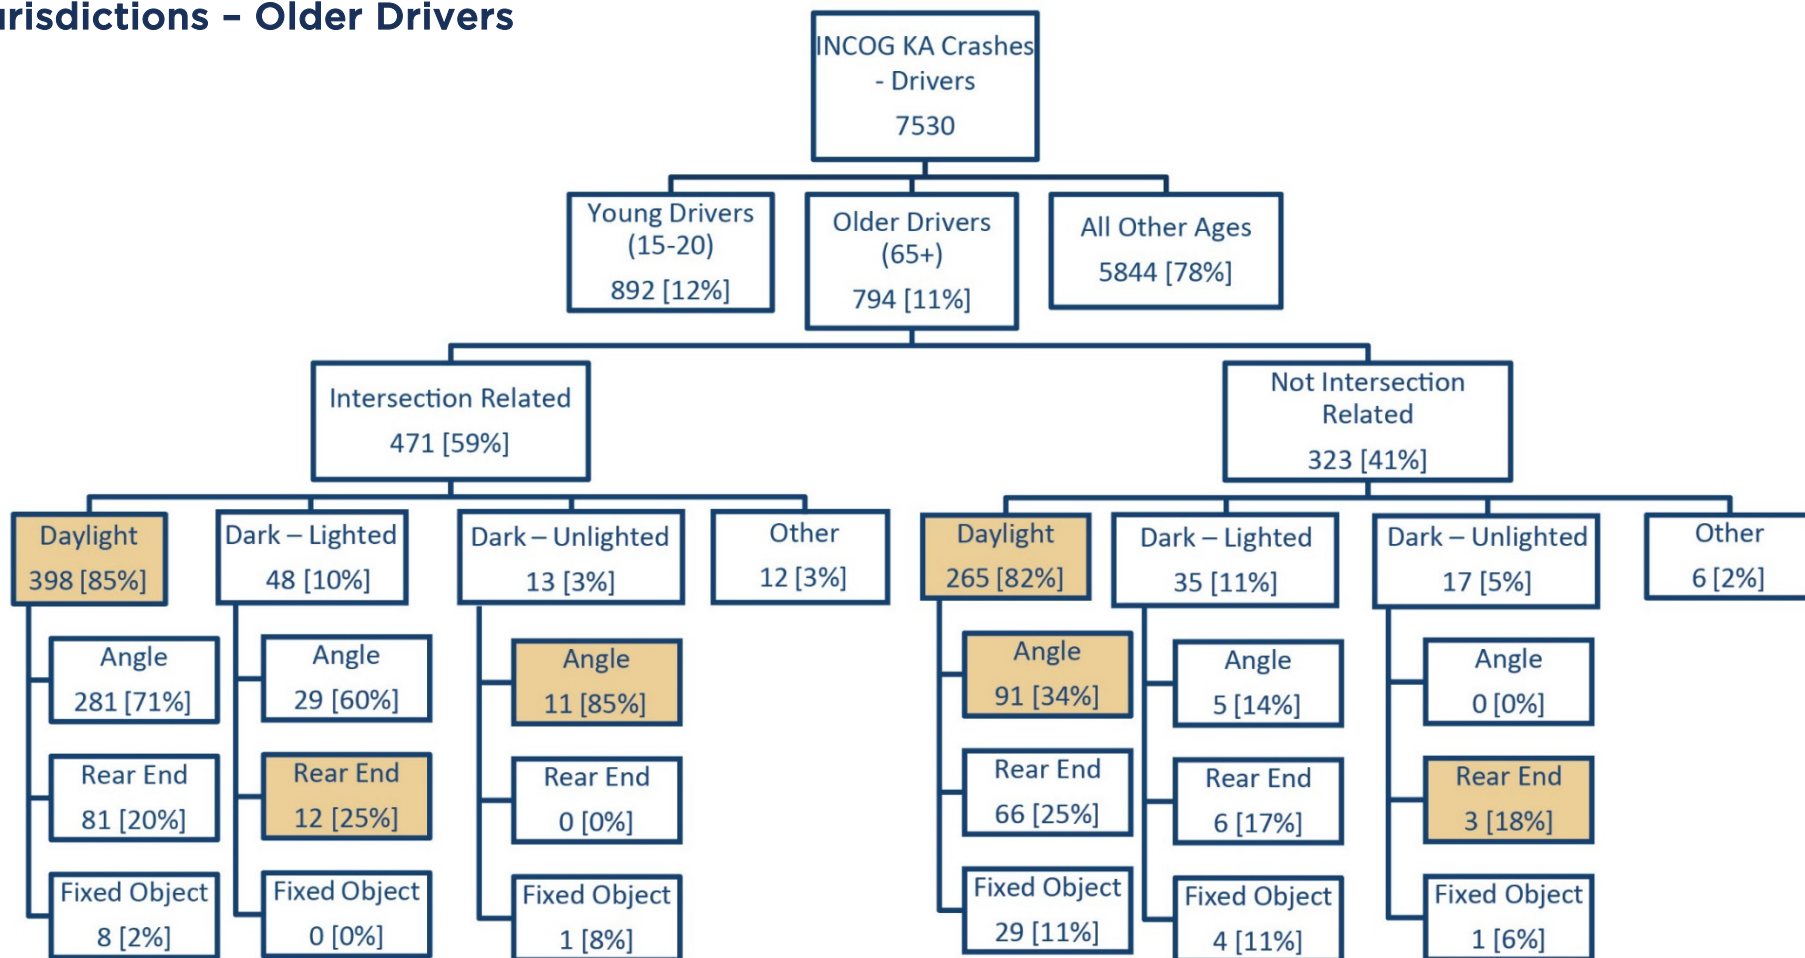 urisdictions – Older Drivers
INCOG KA Crashes
- Drivers
7530
Young Drivers
(15-20)
892 [12%]
Older Drivers
(65+)
794 [11%]
All Other Ages
5844 [78%]
Intersection Related
471 [59%]
Not Intersection
Related
323 [41%]
Daylight
398 [85%]
Dark – Lighted
48 [10%]
Dark – Unlighted
13 [3%]
Other
12 [3%]
Daylight
265 [82%]
Dark – Lighted
35 [11%]
Dark – Unlighted
17 [5%]
Other
6 [2%]
Angle
281 [71%]
Angle
29 [60%]
Angle
11 [85%]
Angle
91 [34%]
Angle
5 [14%]
Angle
0 [0%]
Rear End
81 [20%]
Rear End
12 [25%]
Rear End
0 [0%]
Rear End
66 [25%]
Rear End
6 [17%]
Rear End
3 [18%]
Fixed Object
8 [2%]
Fixed Object
0 [0%]
Fixed Object
1 [8%]
Fixed Object
29 [11%]
Fixed Object
4 [11%]
Fixed Object
1 [6%]